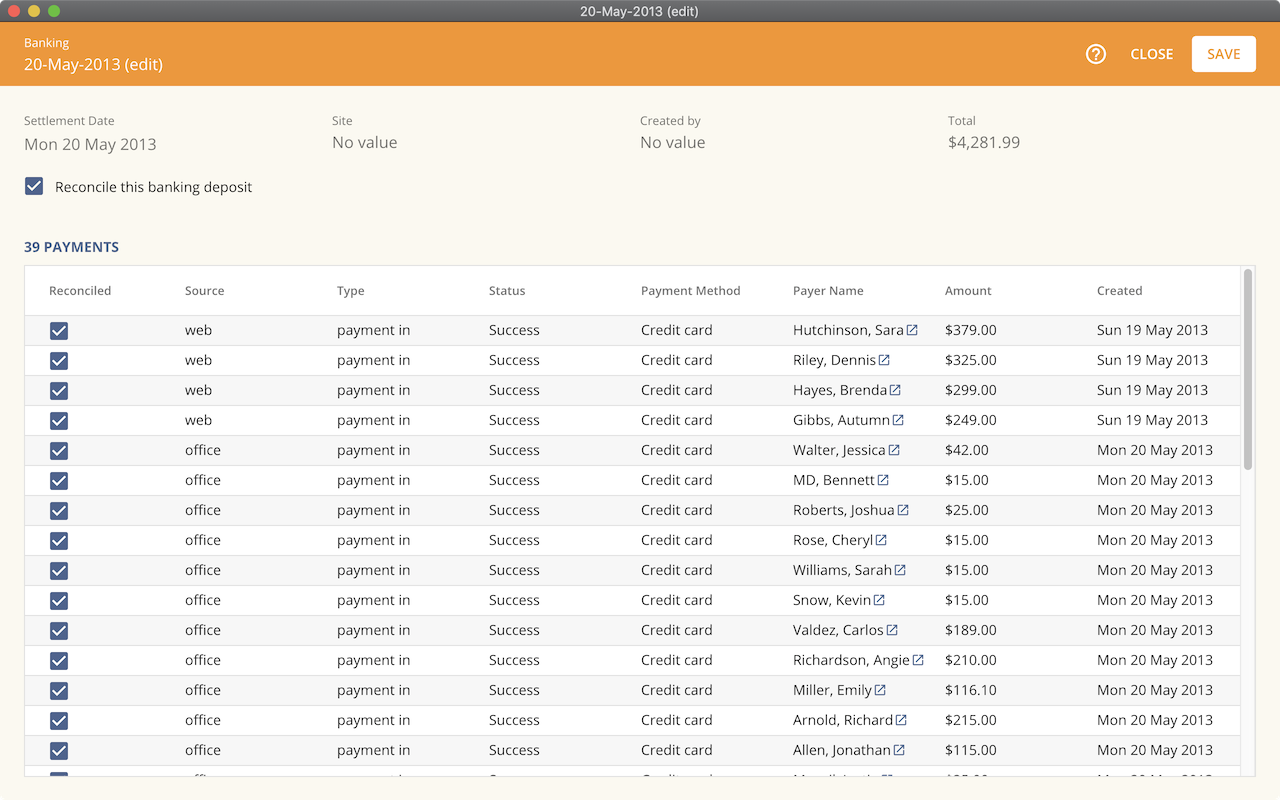 20-May-2013 (edit)
Banking
20-May-2013 (edit)
CLOSE SAVE
Settlement Date Site Created by Total
Mon 20 May 2013 No value No value $4,281.99
Reconcile this banking deposit
39 PAYMENTS
Reconciled Source Type Status Payment Method Payer Name Amount Created
web payment in Success Credit card Hutchinson, Sara $379.00 Sun 19 May 2013
web payment in Success Credit card Riley, Dennis $325.00 Sun 19 May 2013
web payment in Success Credit card Hayes, Brenda $299.00 Sun 19 May 2013
web payment in Success Credit card Gibbs, Autumn $249.00 Sun 19 May 2013
office payment in Success Credit card Walter, Jessica $42.00 Mon 20 May 2013
office payment in Success Credit card MD, Bennett $15.00 Mon 20 May 2013
office payment in Success Credit card Roberts, Joshua $25.00 Mon 20 May 2013
office payment in Success Credit card Rose, Cheryl $15.00 Mon 20 May 2013
office payment in Success Credit card Williams, Sarah $15.00 Mon 20 May 2013
office payment in Success Credit card Snow, Kevin $15.00 Mon 20 May 2013
office payment in Success Credit card Valdez, Carlos $189.00 Mon 20 May 2013
office payment in Success Credit card Richardson, Angie $210.00 Mon 20 May 2013
office payment in Success Credit card Miller, Emily $116.10 Mon 20 May 2013
office payment in Success Credit card Arnold, Richard $215.00 Mon 20 May 2013
office payment in Success Credit card Allen, Jonathan $115.00 Mon 20 May 2013